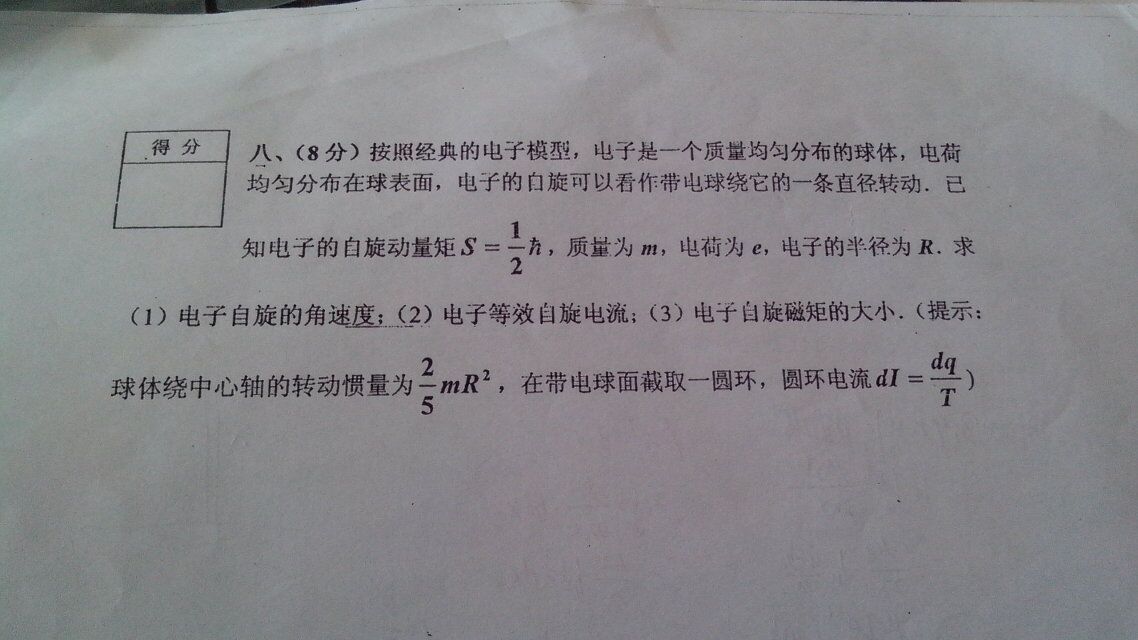 得 分
八、（8 分）按照经典的电子模型，电子是一个质量均匀分布的球体，电荷
均匀分布在球表面，电子的自旋可以看作带电球绕它的一条直径转动．已
知电子的自旋动量矩 S = 1/2 ħ，质量为 m，电荷为 e，电子的半径为 R．求
（1）电子自旋的角速度；（2）电子等效自旋电流；（3）电子自旋磁矩的大小．（提示：
球体绕中心轴的转动惯量为 2/5 mR²，在带电球面截取一圆环，圆环电流 dI = dq/T）